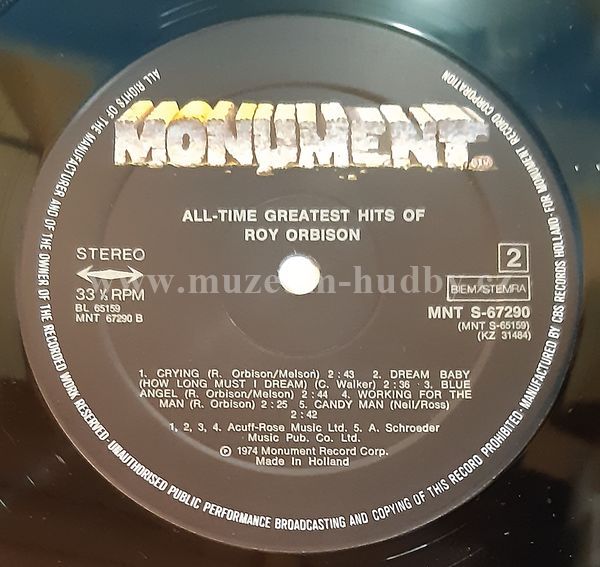 MONUMENT
TM
ALL-TIME GREATEST HITS OF
ROY ORBISON
STEREO
33 ⅓ RPM
BL 65159
MNT 67290 B
2
BIEM/STEMRA
MNT S-67290
(MNT S-65159)
(KZ 31484)
www.muzeum-hudby.
1. CRYING (R. Orbison/Melson) 2:43 2. DREAM BABY
(HOW LONG MUST I DREAM) (C. Walker) 2:36 3. BLUE
ANGEL (R. Orbison/Melson) 2:44 4. WORKING FOR THE
MAN (R. Orbison) 2:25 5. CANDY MAN (Neil/Ross)
2:42
1, 2, 3, 4. Acuff-Rose Music Ltd. 5. A. Schroeder
Music Pub. Co. Ltd.
℗ 1974 Monument Record Corp.
Made in Holland
ALL RIGHTS OF THE MANUFACTURER AND OF THE OWNER OF THE RECORDED WORK RESERVED·UNAUTHORISED PUBLIC PERFORMANCE BROADCASTING AND COPYING OF THIS RECORD PROHIBITED·MANUFACTURED BY CBS RECORDS HOLLAND·FOR MONUMENT RECORD CORPORATION